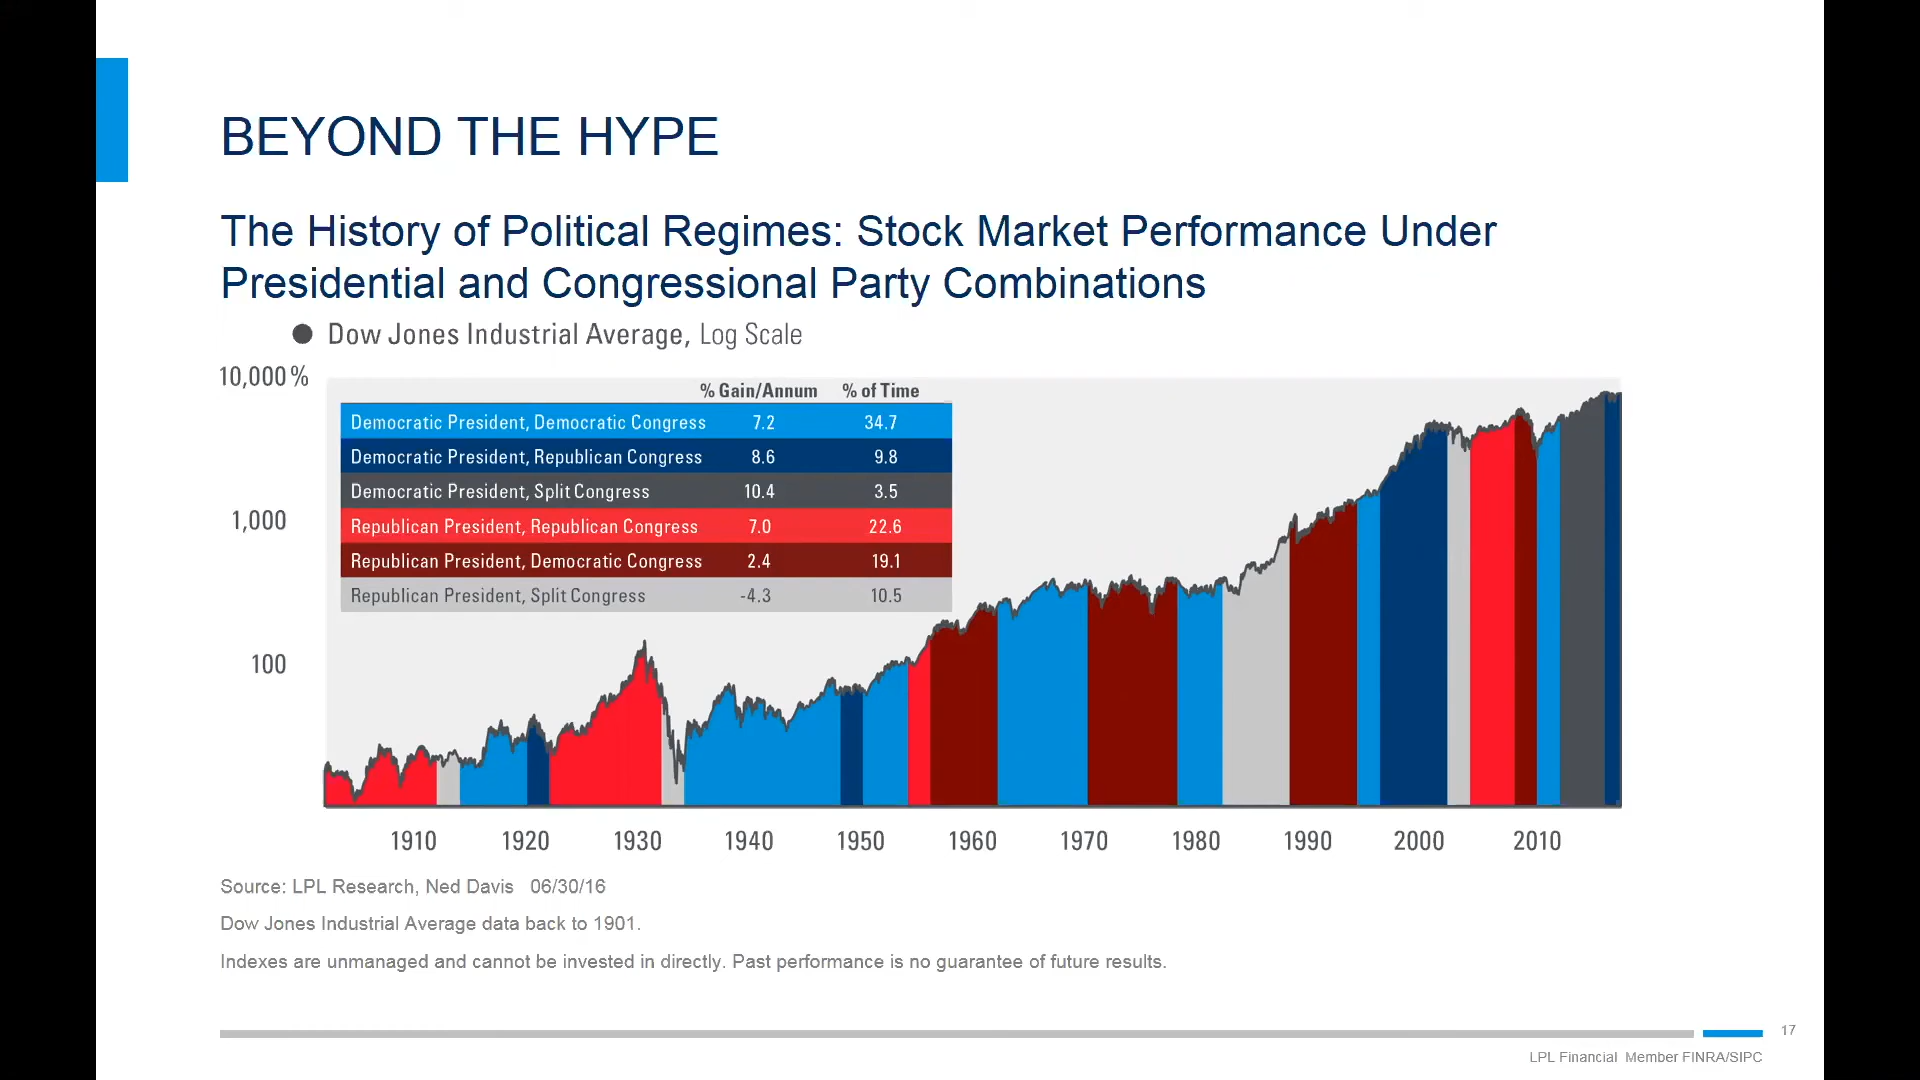 BEYOND THE HYPE
The History of Political Regimes: Stock Market Performance Under
Presidential and Congressional Party Combinations
Dow Jones Industrial Average, Log Scale
10,000%
1,000
100
% Gain/Annum % of Time
Democratic President, Democratic Congress 7.2 34.7
Democratic President, Republican Congress 8.6 9.8
Democratic President, Split Congress 10.4 3.5
Republican President, Republican Congress 7.0 22.6
Republican President, Democratic Congress 2.4 19.1
Republican President, Split Congress -4.3 10.5
1910 1920 1930 1940 1950 1960 1970 1980 1990 2000 2010
Source: LPL Research, Ned Davis 06/30/16
Dow Jones Industrial Average data back to 1901.
Indexes are unmanaged and cannot be invested in directly. Past performance is no guarantee of future results.
17
LPL Financial Member FINRA/SIPC